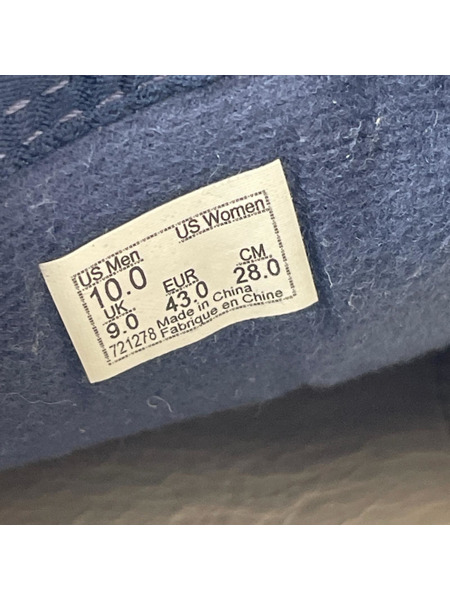 US Men US Women
10.0
UK EUR CM
9.0 43.0 28.0
721278 Made in China
Fabrique en Chine